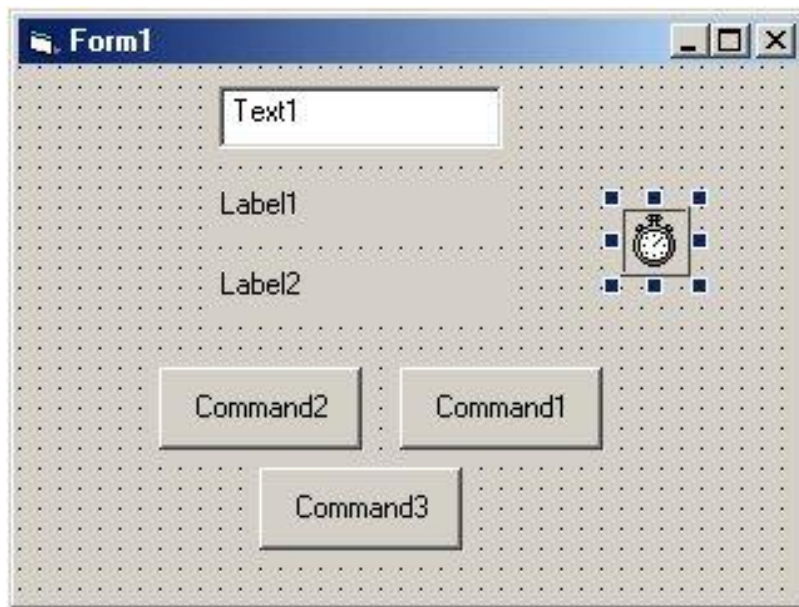 Form1
Text1
Label1
Label2
Command2 Command1
Command3